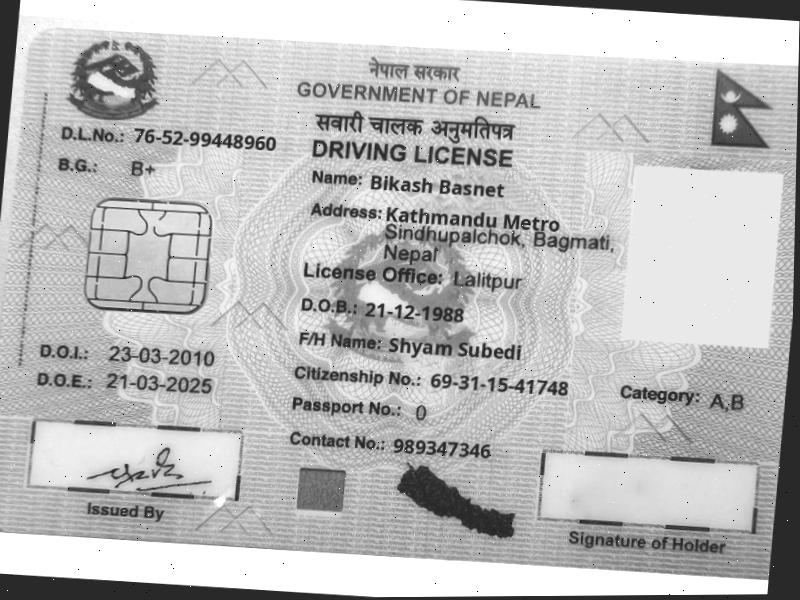 नेपाल सरकार
GOVERNMENT OF NEPAL
सवारी चालक अनुमतिपत्र
DRIVING LICENSE
D.L.No.: 76-52-99448960
B.G.: B+
Name: Bikash Basnet
Address: Kathmandu Metro
Sindhupalchok, Bagmati,
Nepal
License Office: Lalitpur
D.O.B.: 21-12-1988
F/H Name: Shyam Subedi
D.O.I.: 23-03-2010
D.O.E.: 21-03-2025
Citizenship No.: 69-31-15-41748
Passport No.: 0
Contact No.: 989347346
Category: A,B
Issued By
Signature of Holder